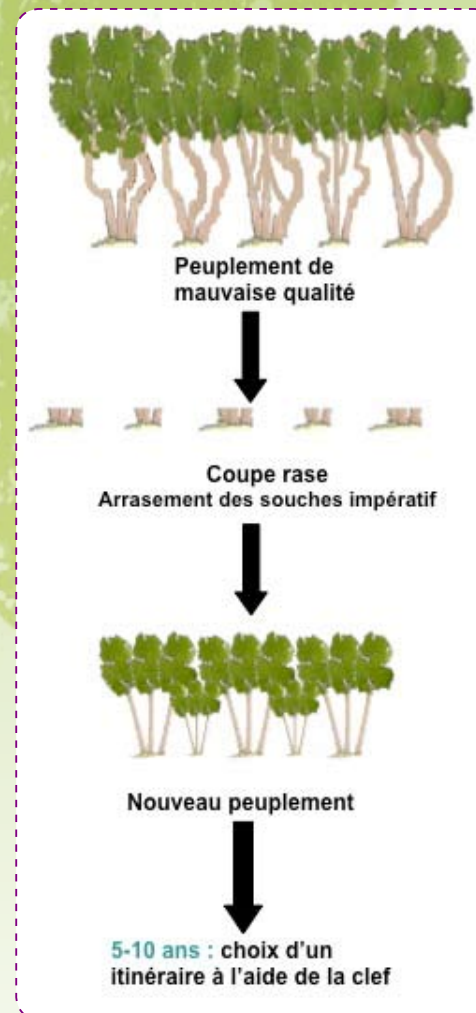 Peuplement de
mauvaise qualité
Coupe rase
Arrasement des souches impératif
Nouveau peuplement
5-10 ans : choix d'un
itinéraire à l'aide de la clef